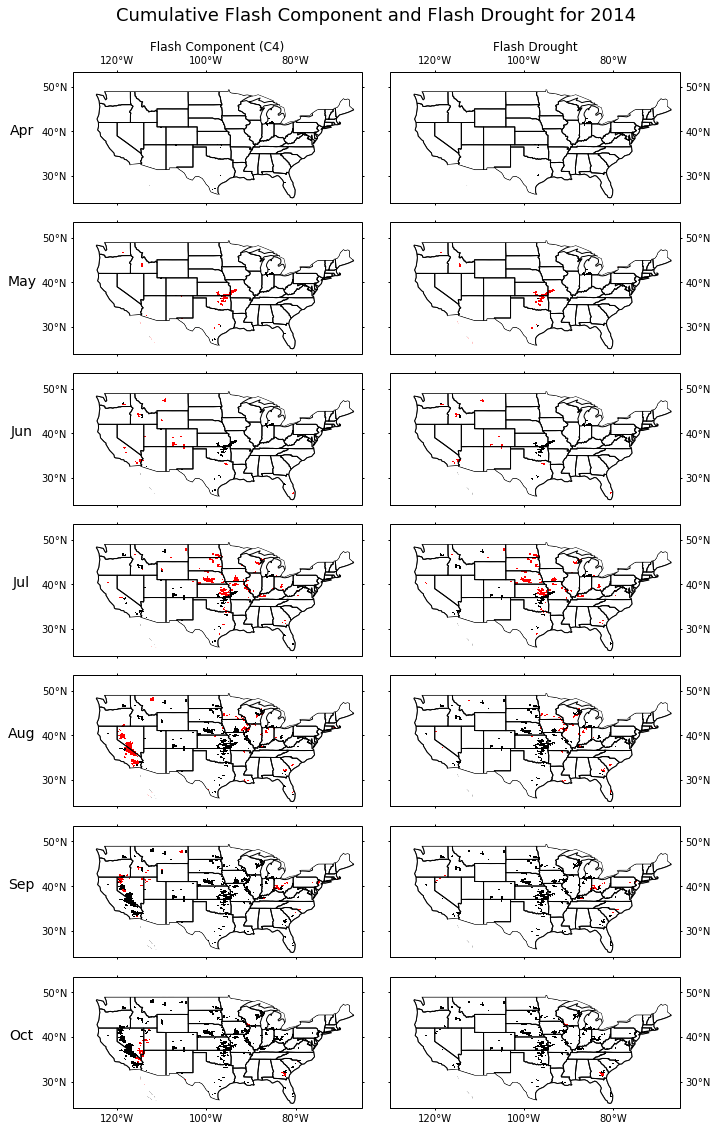 Cumulative Flash Component and Flash Drought for 2014
Flash Component (C4) Flash Drought
120°W 100°W 80°W 120°W 100°W 80°W
50°N 50°N
Apr 40°N 40°N
30°N 30°N
50°N 50°N
May 40°N 40°N
30°N 30°N
50°N 50°N
Jun 40°N 40°N
30°N 30°N
50°N 50°N
Jul 40°N 40°N
30°N 30°N
50°N 50°N
Aug 40°N 40°N
30°N 30°N
50°N 50°N
Sep 40°N 40°N
30°N 30°N
50°N 50°N
Oct 40°N 40°N
30°N 30°N
120°W 100°W 80°W 120°W 100°W 80°W